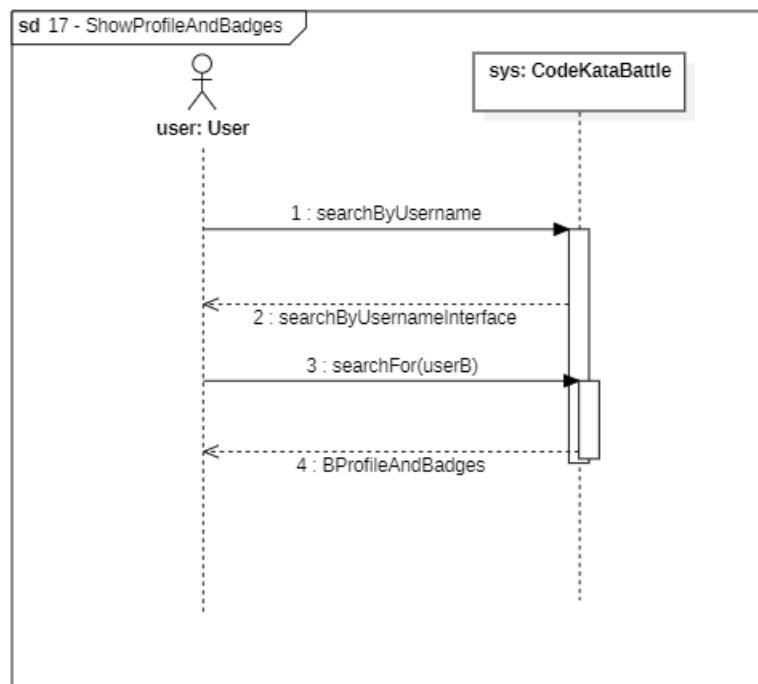 sd 17 - ShowProfileAndBadges
user: User
sys: CodeKataBattle
1 : searchByUsername
2 : searchByUsernameInterface
3 : searchFor(userB)
4 : BProfileAndBadges